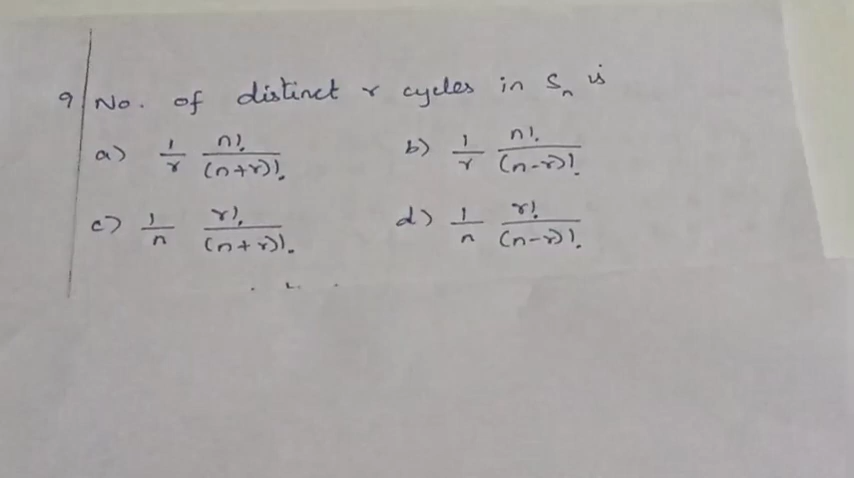 9 No. of distinct r cycles in Sₙ is
a) 1/r n!/(n+r)!. b) 1/r n!./(n-r)!.
c) 1/n r!./(n+r)!. d) 1/n r!./(n-r)!.